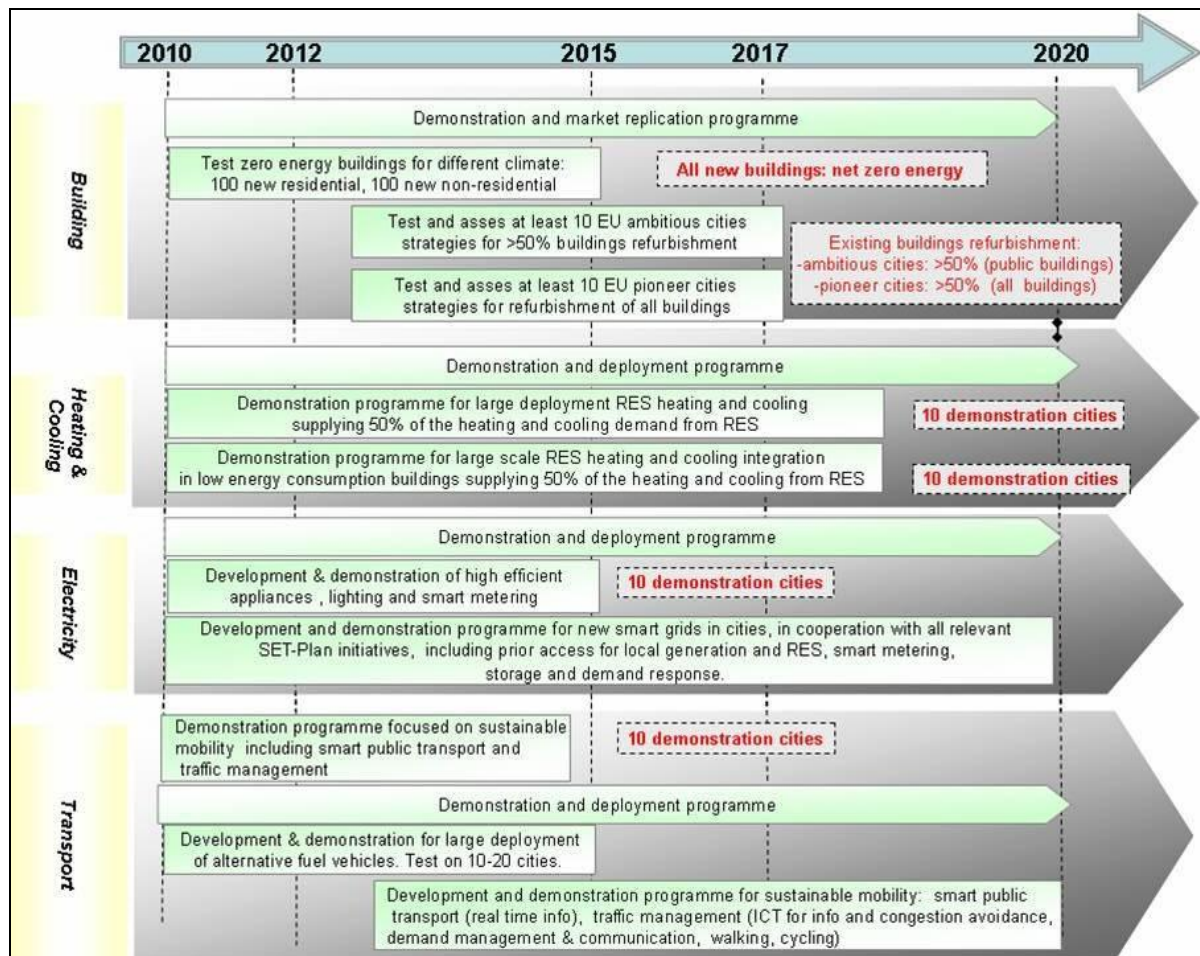 2010 2012 2015 2017 2020
Building
Demonstration and market replication programme
Test zero energy buildings for different climate:
100 new residential, 100 new non-residential
All new buildings: net zero energy
Test and asses at least 10 EU ambitious cities
strategies for >50% buildings refurbishment
Existing buildings refurbishment:
-ambitious cities: >50% (public buildings)
-pioneer cities: >50% (all buildings)
Test and asses at least 10 EU pioneer cities
strategies for refurbishment of all buildings
Heating &
Cooling
Demonstration and deployment programme
Demonstration programme for large deployment RES heating and cooling
supplying 50% of the heating and cooling demand from RES
10 demonstration cities
Demonstration programme for large scale RES heating and cooling integration
in low energy consumption buildings supplying 50% of the heating and cooling from RES
10 demonstration cities
Electricity
Demonstration and deployment programme
Development & demonstration of high efficient
appliances , lighting and smart metering
10 demonstration cities
Development and demonstration programme for new smart grids in cities, in cooperation with all relevant
SET-Plan initiatives, including prior access for local generation and RES, smart metering,
storage and demand response.
Transport
Demonstration programme focused on sustainable
mobility including smart public transport and
traffic management
10 demonstration cities
Demonstration and deployment programme
Development & demonstration for large deployment
of alternative fuel vehicles. Test on 10-20 cities.
Development and demonstration programme for sustainable mobility: smart public
transport (real time info), traffic management (ICT for info and congestion avoidance,
demand management & communication, walking, cycling)